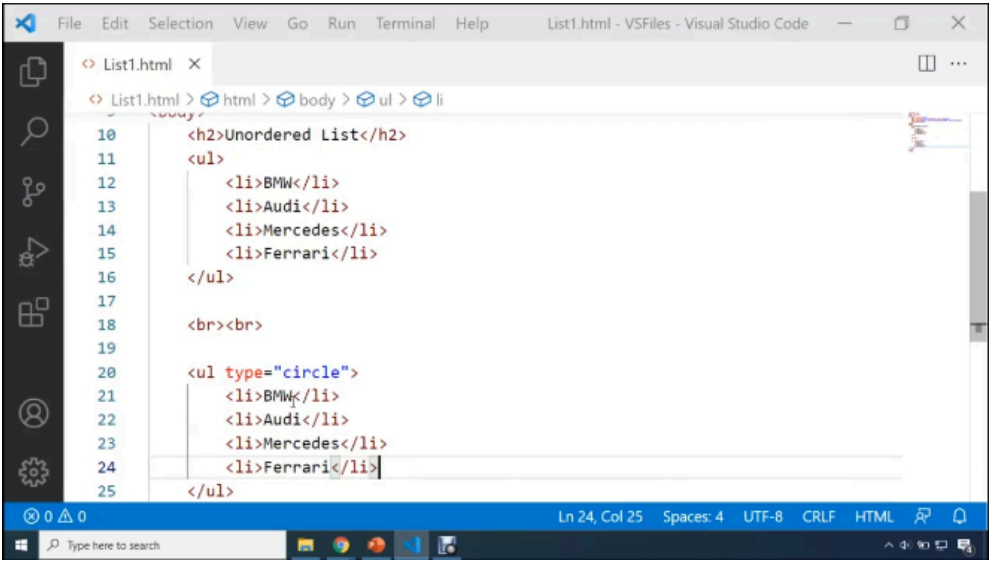 File Edit Selection View Go Run Terminal Help List1.html - VSFiles - Visual Studio Code
<> List1.html ×
<> List1.html > html > body > ul > li
<body>
10 <h2>Unordered List</h2>
11 <ul>
12 <li>BMW</li>
13 <li>Audi</li>
14 <li>Mercedes</li>
15 <li>Ferrari</li>
16 </ul>
17
18 <br><br>
19
20 <ul type="circle">
21 <li>BMW</li>
22 <li>Audi</li>
23 <li>Mercedes</li>
24 <li>Ferrari</li>
25 </ul>
0 0 Ln 24, Col 25 Spaces: 4 UTF-8 CRLF HTML
Type here to search